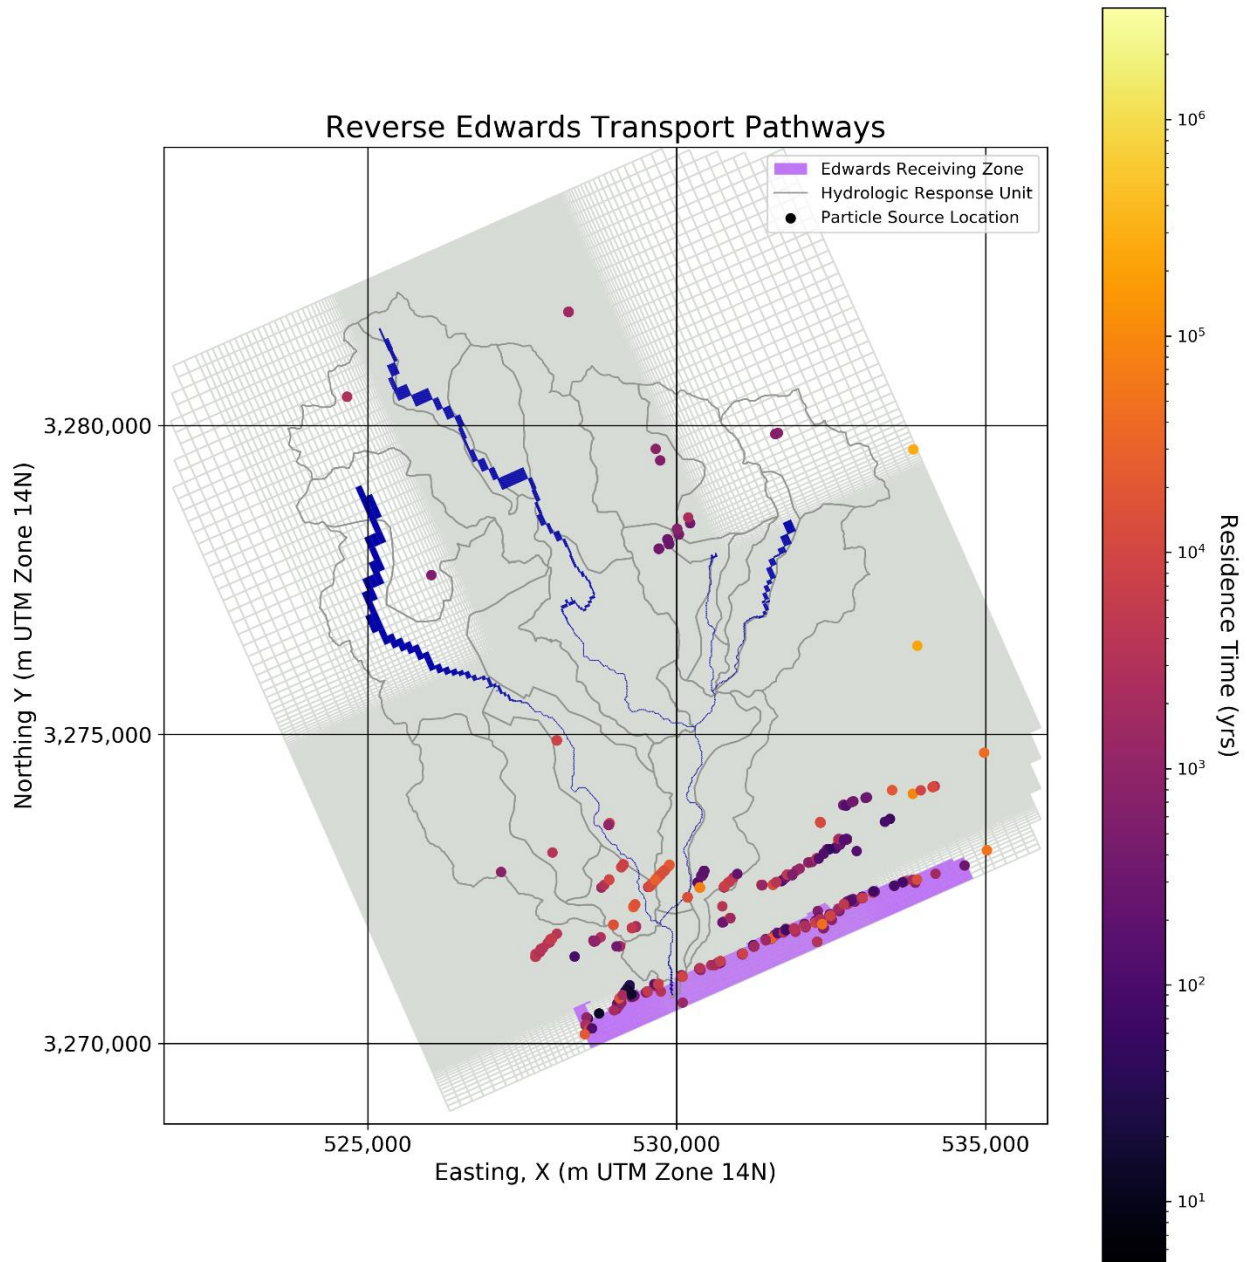 Reverse Edwards Transport Pathways
Edwards Receiving Zone
Hydrologic Response Unit
Particle Source Location
3,280,000
3,275,000
3,270,000
Northing Y (m UTM Zone 14N)
525,000
530,000
535,000
Easting, X (m UTM Zone 14N)
10⁶
10⁵
10⁴
10³
10²
10¹
Residence Time (yrs)